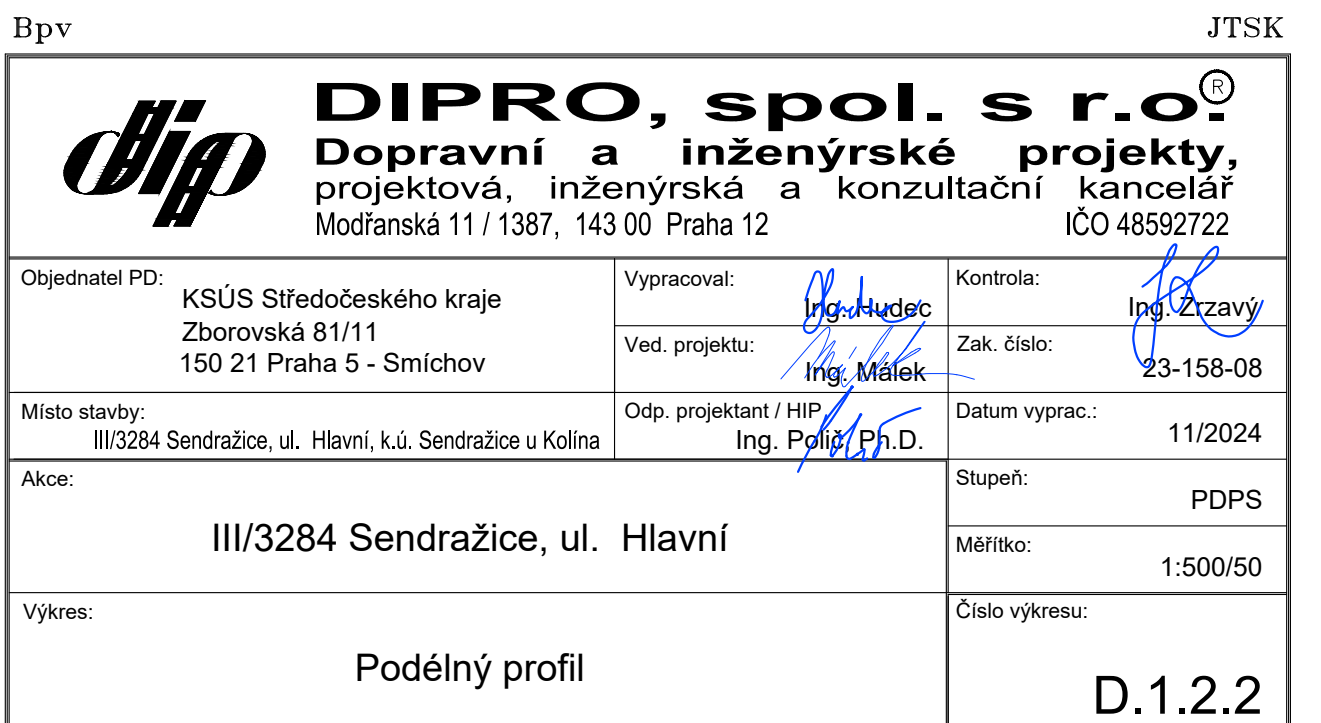 Bpv JTSK
dip
DIPRO, spol. s r.o.®
Dopravní a inženýrské projekty,
projektová, inženýrská a konzultační kancelář
Modřanská 11 / 1387, 143 00 Praha 12 IČO 48592722
Objednatel PD:
KSÚS Středočeského kraje
Zborovská 81/11
150 21 Praha 5 - Smíchov
Vypracoval:
Ing. Hudec
Kontrola:
Ing. Zrzavý
Ved. projektu:
Ing. Málek
Zak. číslo:
23-158-08
Místo stavby:
III/3284 Sendražice, ul. Hlavní, k.ú. Sendražice u Kolína
Odp. projektant / HIP
Ing. Polič, Ph.D.
Datum vyprac.:
11/2024
Akce:
III/3284 Sendražice, ul. Hlavní
Stupeň:
PDPS
Měřítko:
1:500/50
Výkres:
Podélný profil
Číslo výkresu:
D.1.2.2